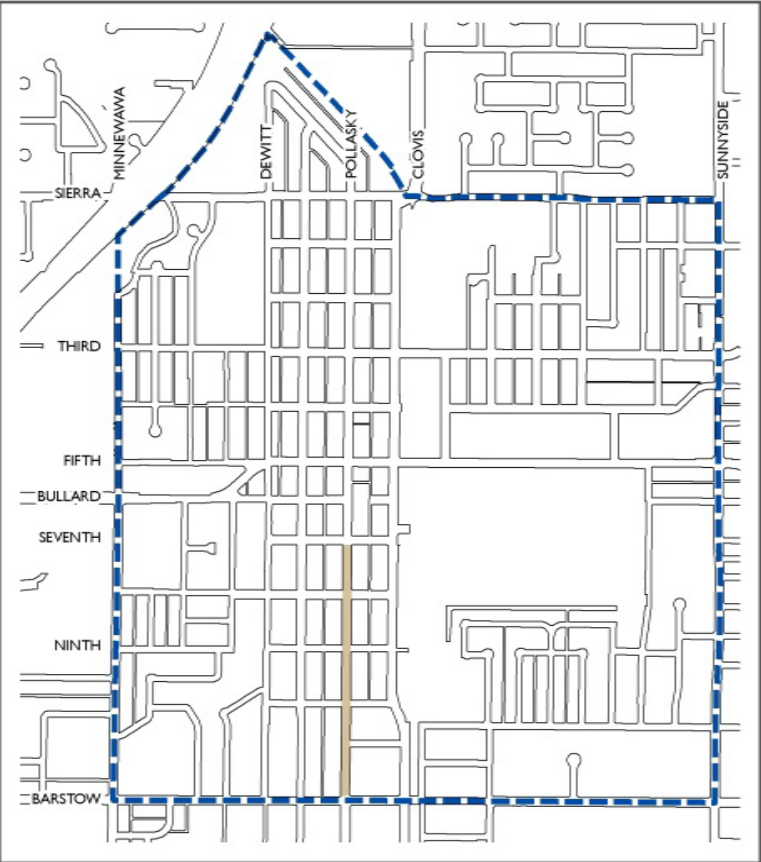 MINNEWAWA
DEWITT
POLLASKY
CLOVIS
SUNNYSIDE
SIERRA
THIRD
FIFTH
BULLARD
SEVENTH
NINTH
BARSTOW